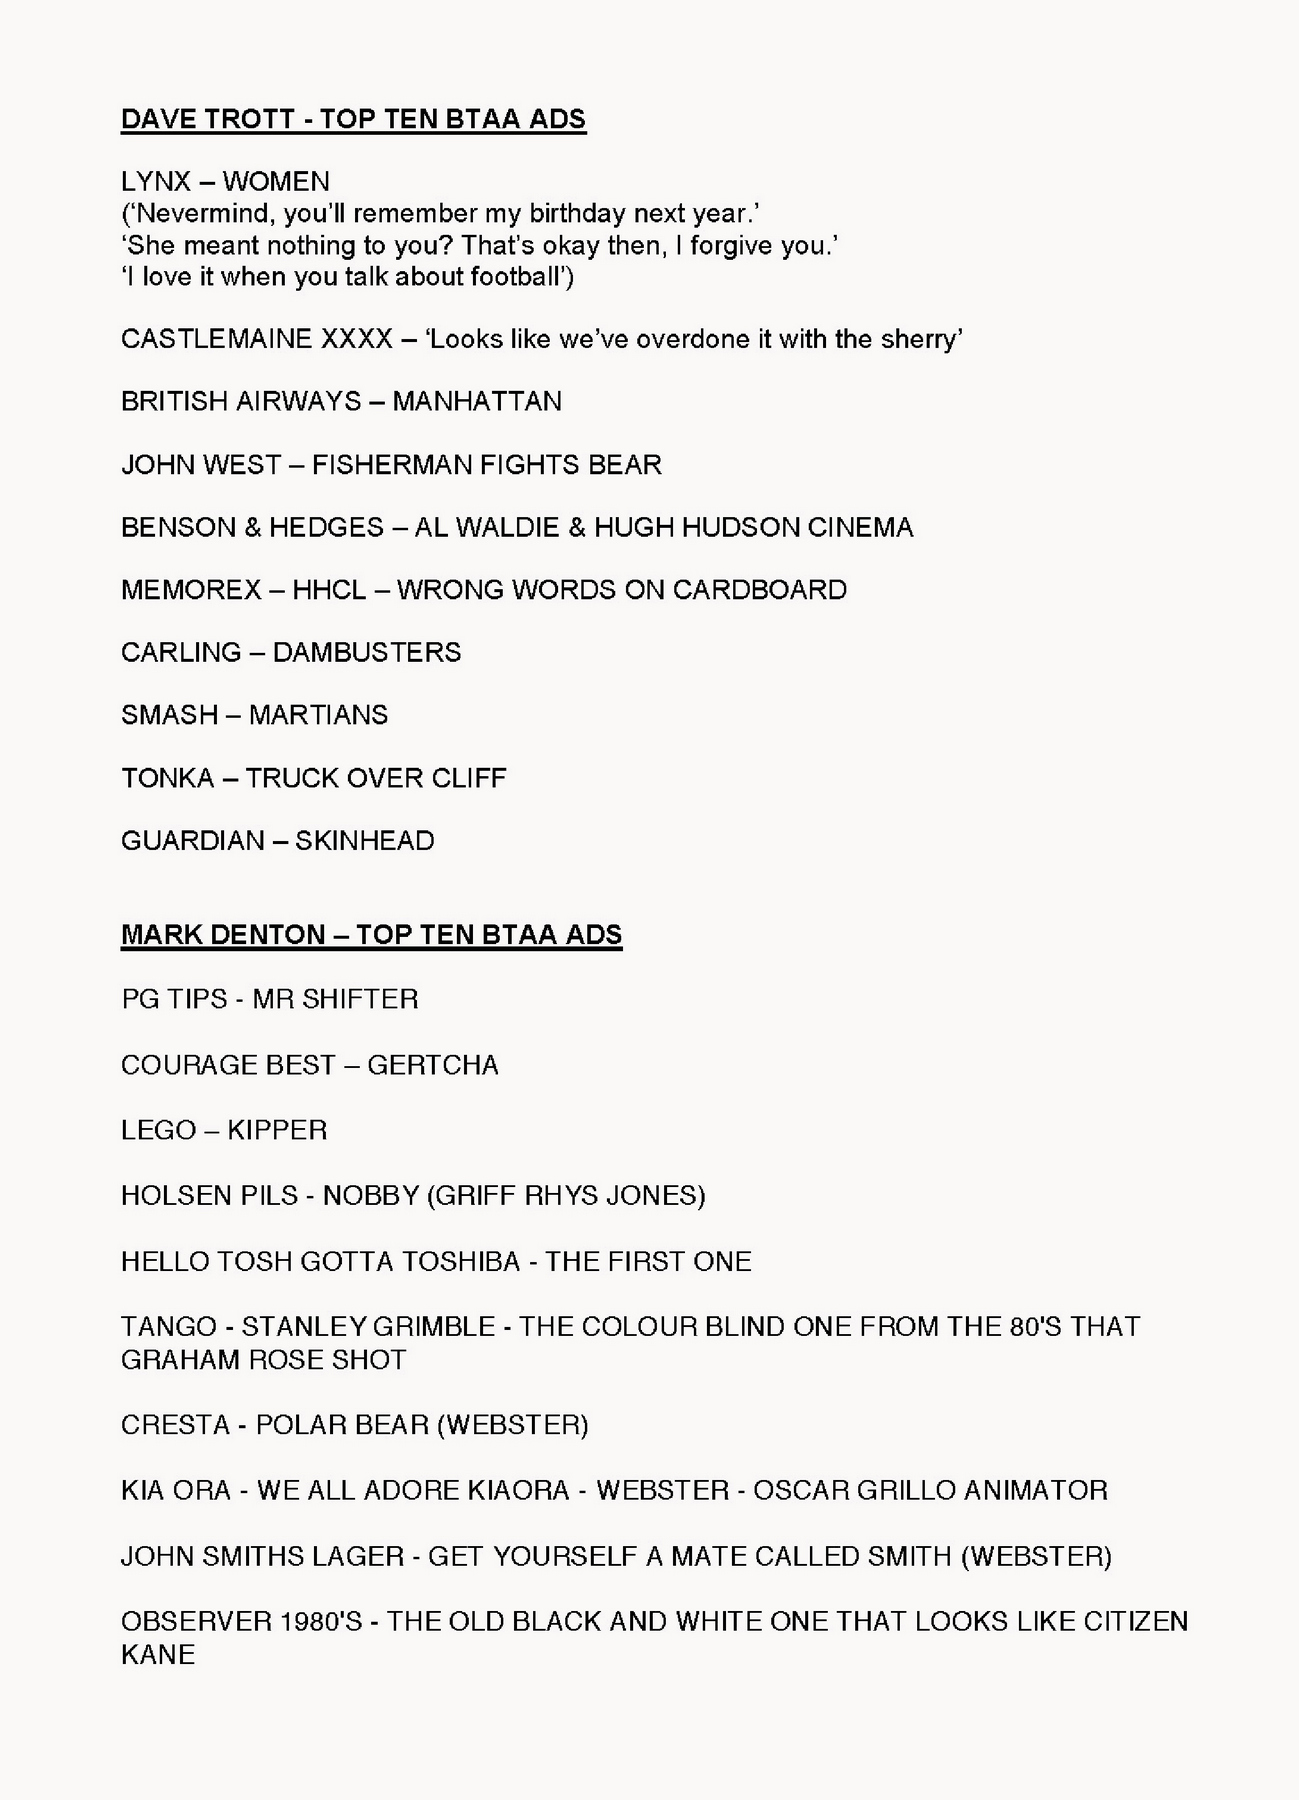 DAVE TROTT - TOP TEN BTAA ADS
LYNX – WOMEN
(‘Nevermind, you’ll remember my birthday next year.’
‘She meant nothing to you? That’s okay then, I forgive you.’
‘I love it when you talk about football’)
CASTLEMAINE XXXX – ‘Looks like we’ve overdone it with the sherry’
BRITISH AIRWAYS – MANHATTAN
JOHN WEST – FISHERMAN FIGHTS BEAR
BENSON & HEDGES – AL WALDIE & HUGH HUDSON CINEMA
MEMOREX – HHCL – WRONG WORDS ON CARDBOARD
CARLING – DAMBUSTERS
SMASH – MARTIANS
TONKA – TRUCK OVER CLIFF
GUARDIAN – SKINHEAD
MARK DENTON – TOP TEN BTAA ADS
PG TIPS - MR SHIFTER
COURAGE BEST – GERTCHA
LEGO – KIPPER
HOLSEN PILS - NOBBY (GRIFF RHYS JONES)
HELLO TOSH GOTTA TOSHIBA - THE FIRST ONE
TANGO - STANLEY GRIMBLE - THE COLOUR BLIND ONE FROM THE 80'S THAT
GRAHAM ROSE SHOT
CRESTA - POLAR BEAR (WEBSTER)
KIA ORA - WE ALL ADORE KIAORA - WEBSTER - OSCAR GRILLO ANIMATOR
JOHN SMITHS LAGER - GET YOURSELF A MATE CALLED SMITH (WEBSTER)
OBSERVER 1980'S - THE OLD BLACK AND WHITE ONE THAT LOOKS LIKE CITIZEN
KANE